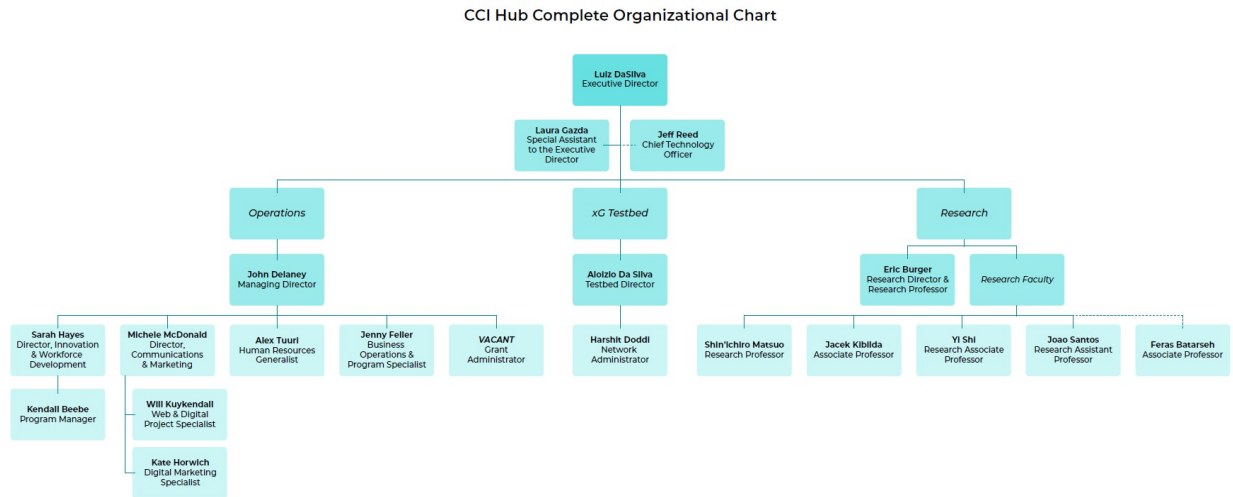 CCI Hub Complete Organizational Chart
Luiz DaSilva
Executive Director
Laura Gazda
Special Assistant
to the Executive
Director
Jeff Reed
Chief Technology
Officer
Operations
xG Testbed
Research
John Delaney
Managing Director
Aloizio Da Silva
Testbed Director
Eric Burger
Research Director &
Research Professor
Research Faculty
Sarah Hayes
Director, Innovation
& Workforce
Development
Michele McDonald
Director,
Communications
& Marketing
Alex Tuuri
Human Resources
Generalist
Jenny Feller
Business
Operations &
Program Specialist
VACANT
Grant
Administrator
Harshit Doddi
Network
Administrator
Shin'ichiro Matsuo
Research Professor
Jacek Kibilda
Associate Professor
Yi Shi
Research Associate
Professor
Joao Santos
Research Assistant
Professor
Feras Batarseh
Associate Professor
Kendall Beebe
Program Manager
Will Kuykendall
Web & Digital
Project Specialist
Kate Horwich
Digital Marketing
Specialist